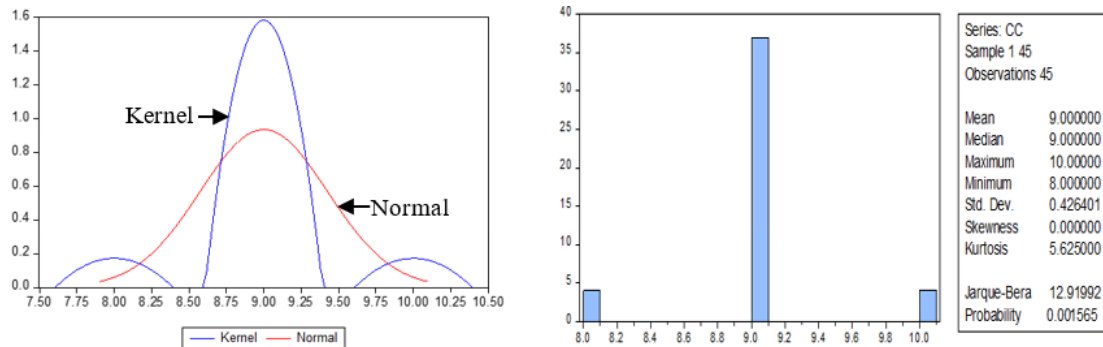 1.6
1.4
1.2
1.0
0.8
0.6
0.4
0.2
0.0
Kernel
Normal
7.50 7.75 8.00 8.25 8.50 8.75 9.00 9.25 9.50 9.75 10.00 10.25 10.50
Kernel Normal
40
35
30
25
20
15
10
5
0
8.0 8.2 8.4 8.6 8.8 9.0 9.2 9.4 9.6 9.8 10.0
Series: CC
Sample 1 45
Observations 45
Mean 9.000000
Median 9.000000
Maximum 10.00000
Minimum 8.000000
Std. Dev. 0.426401
Skewness 0.000000
Kurtosis 5.625000
Jarque-Bera 12.91992
Probability 0.001565